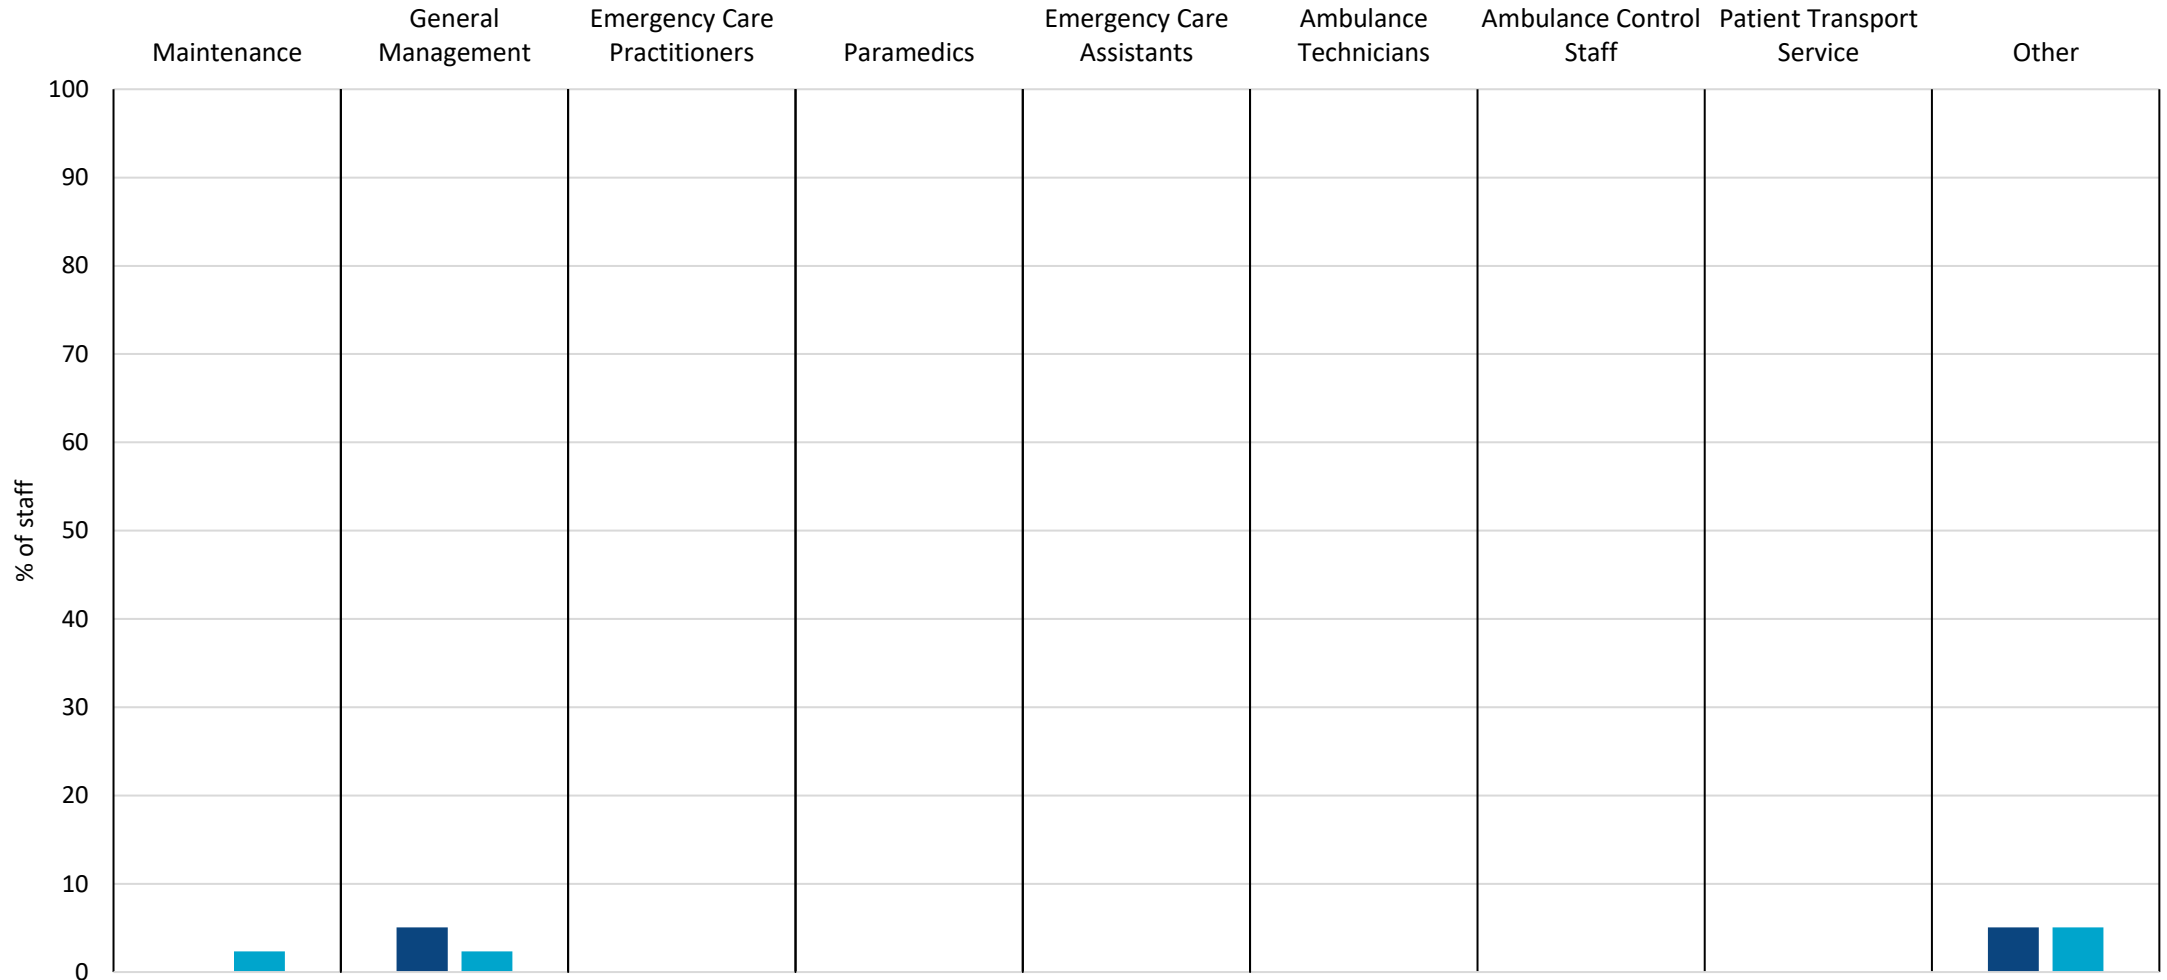 Maintenance
General
Management
Emergency Care
Practitioners
Paramedics
Emergency Care
Assistants
Ambulance
Technicians
Ambulance Control
Staff
Patient Transport
Service
Other
100
90
80
70
60
50
40
30
20
10
0
% of staff